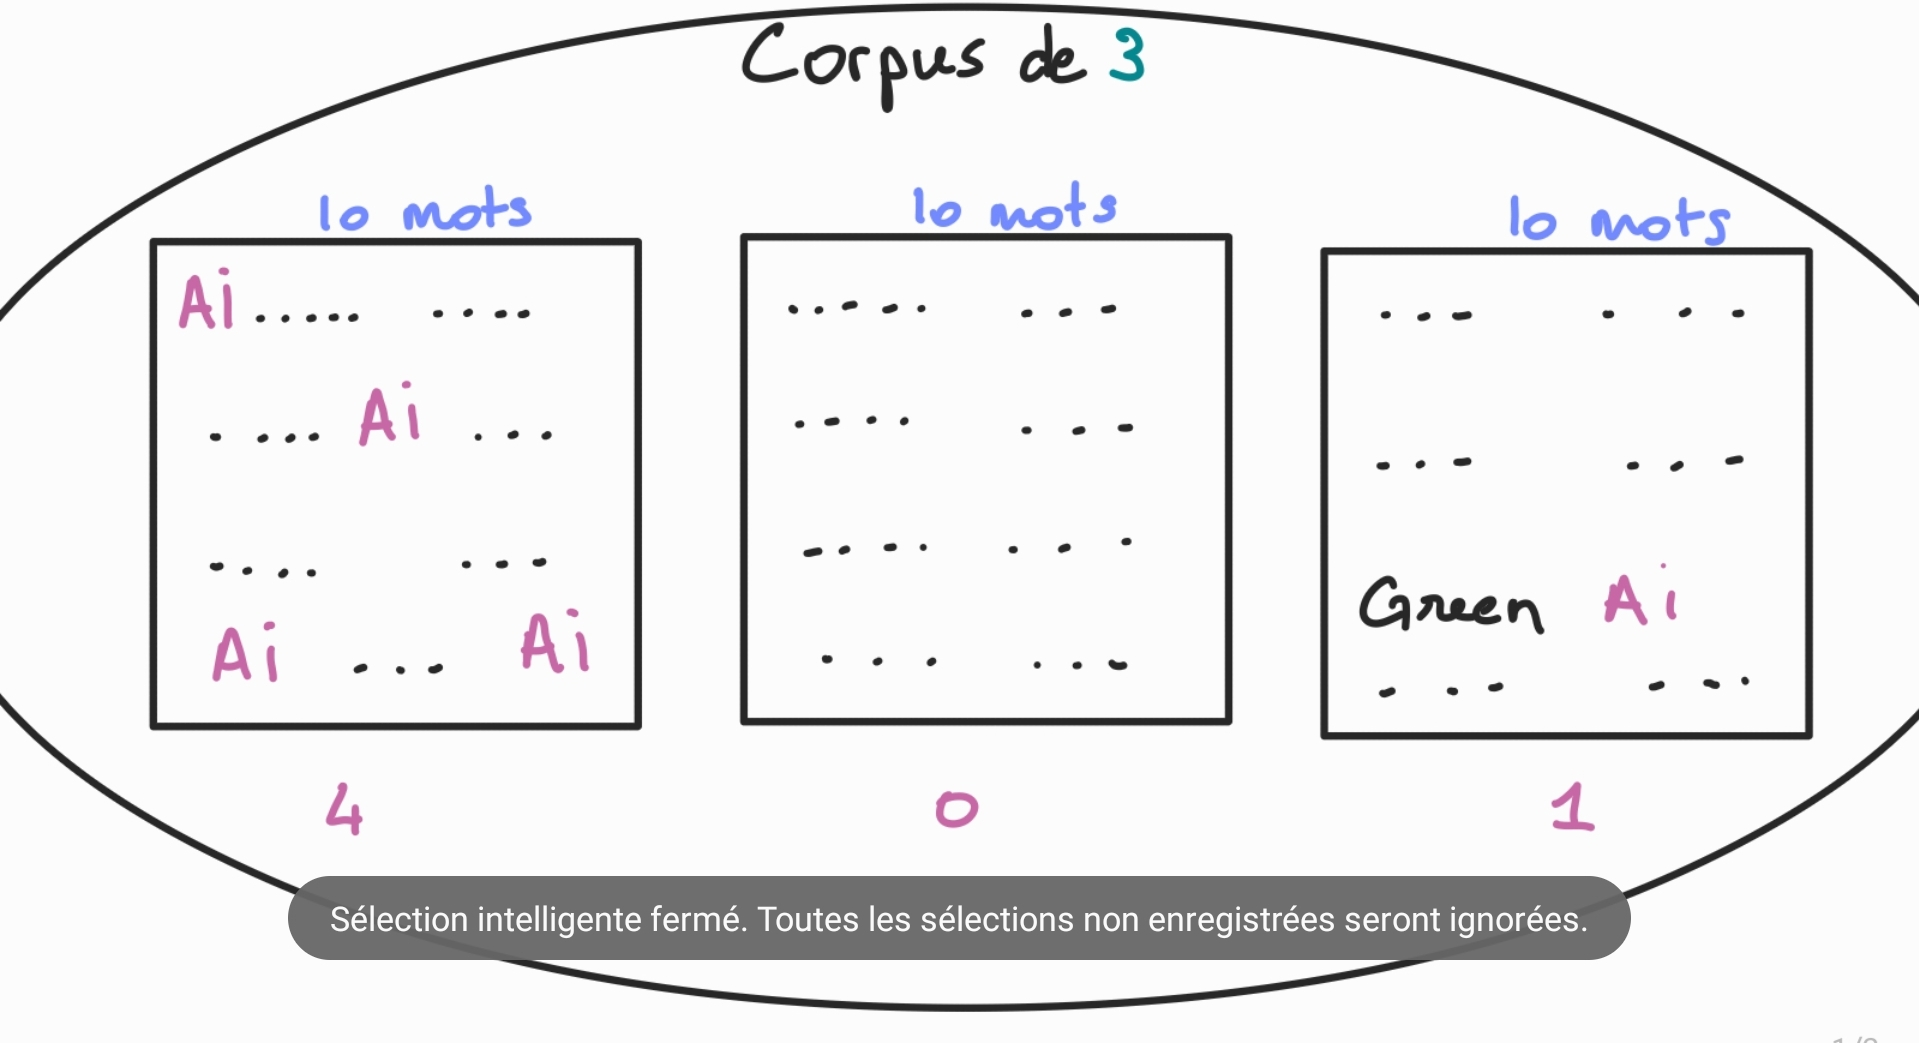 Corpus de 3
10 mots
10 mots
10 mots
Ai
Ai
Ai
Ai
Green Ai
4
0
1
Sélection intelligente fermé. Toutes les sélections non enregistrées seront ignorées.